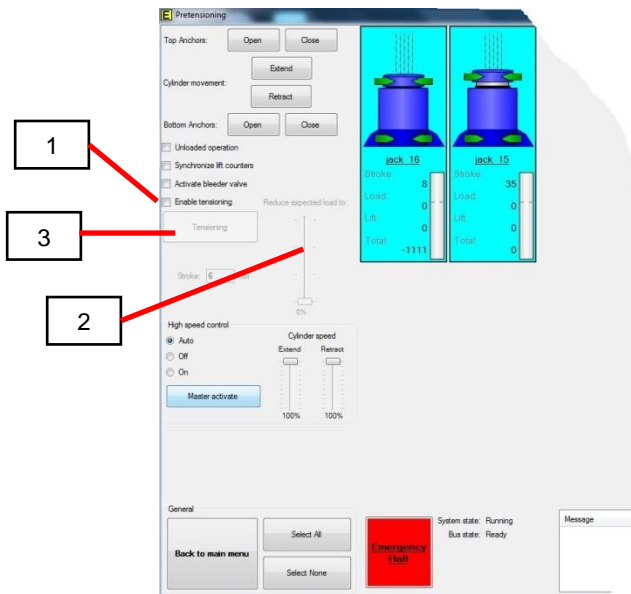 Pretensioning
Top Anchors: Open Close
Cylinder movement: Extend
Retract
Bottom Anchors: Open Close
Unloaded operation
Synchronize lift counters
Activate bleeder valve
Enable tensioning Reduce expected load to:
Tensioning
Stroke: 6
0%
High speed control
Auto
Off
On
Master activate
Cylinder speed
Extend Retract
100% 100%
jack 16
Stroke:
8
Load:
0
Lift
0
Total:
-1111
jack 15
Stroke:
35
Load:
0
Lift
0
Total:
0
1
3
2
General
Back to main menu
Select All
Select None
Emergency
Halt
System state: Running
Bus state: Ready
Message